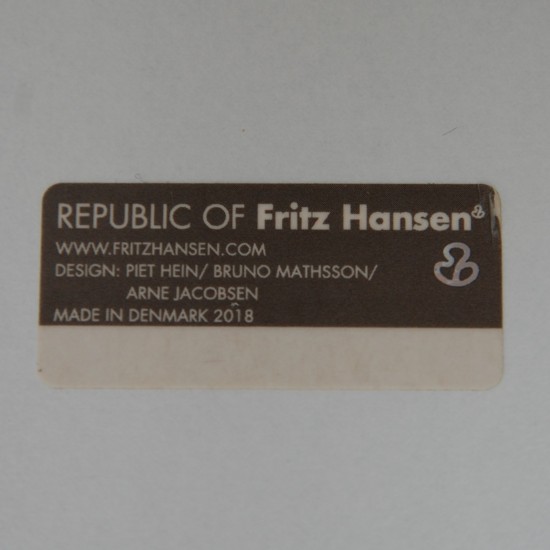 REPUBLIC OF Fritz Hansen
WWW.FRITZHANSEN.COM
DESIGN: PIET HEIN/ BRUNO MATHSSON/
ARNE JACOBSEN
MADE IN DENMARK 2018